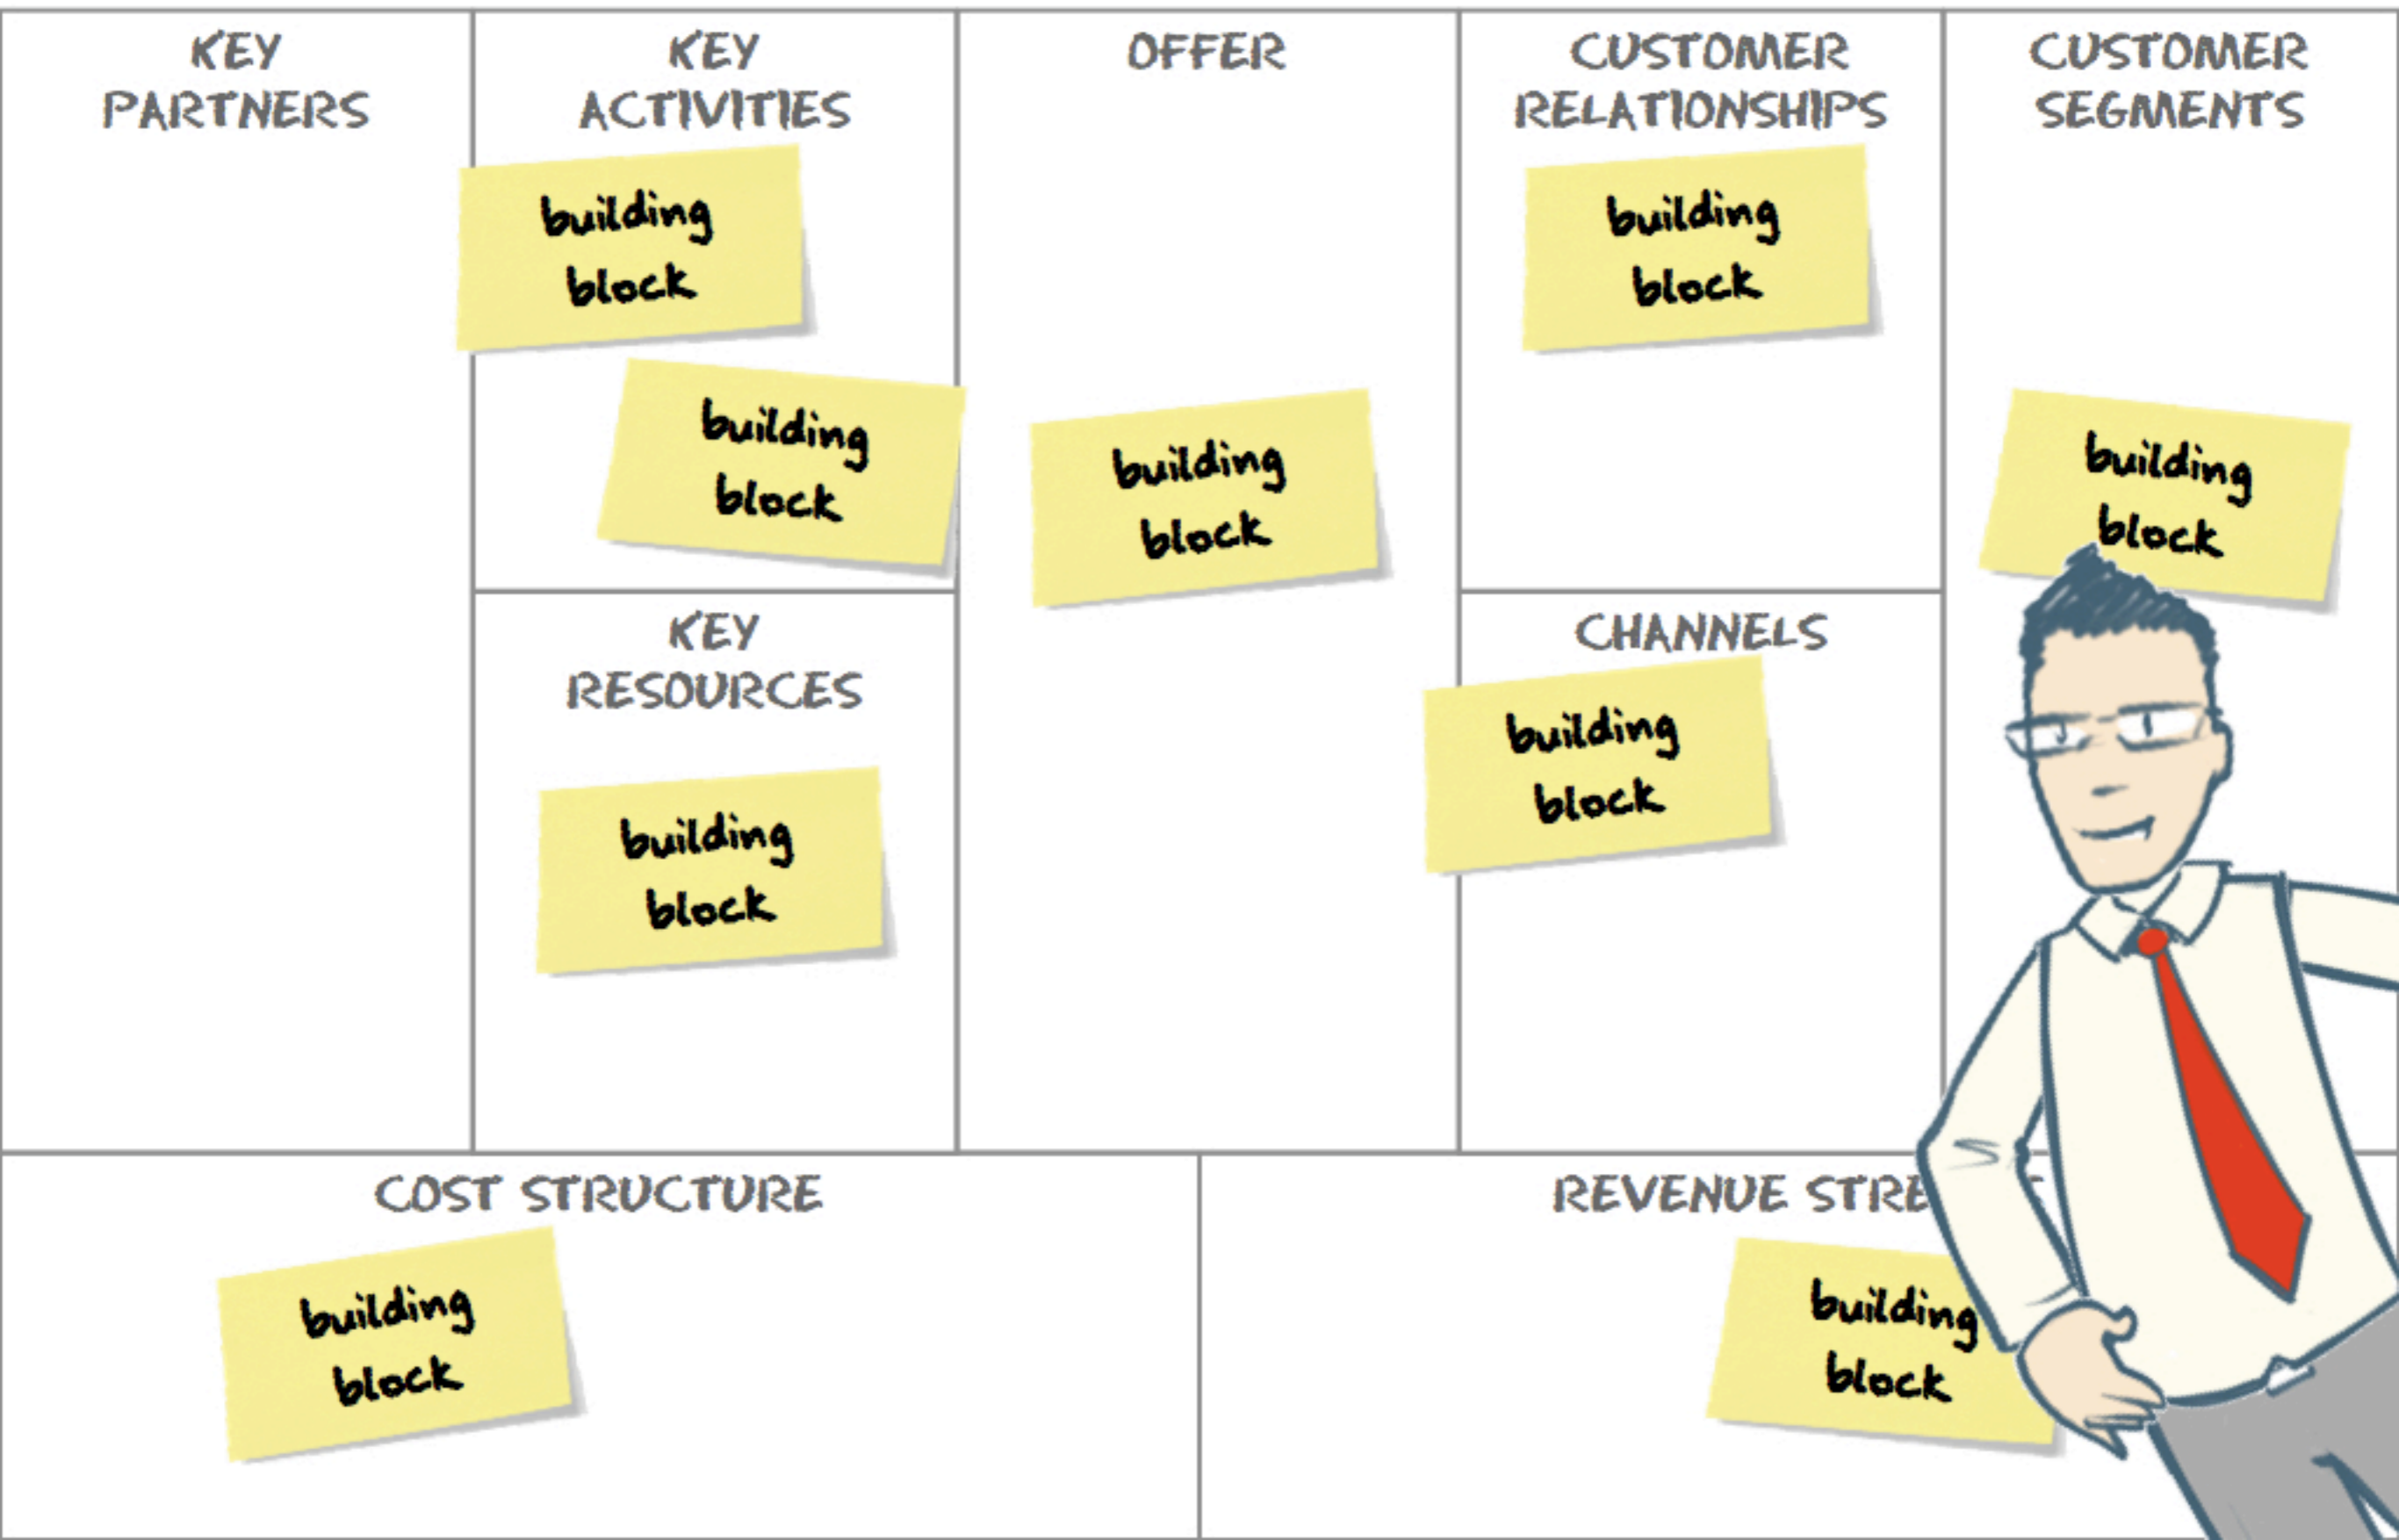 KEY
PARTNERS
KEY
ACTIVITIES
building
block
building
block
KEY
RESOURCES
building
block
OFFER
building
block
CUSTOMER
RELATIONSHIPS
building
block
CHANNELS
building
block
CUSTOMER
SEGMENTS
building
block
COST STRUCTURE
building
block
REVENUE
building
block